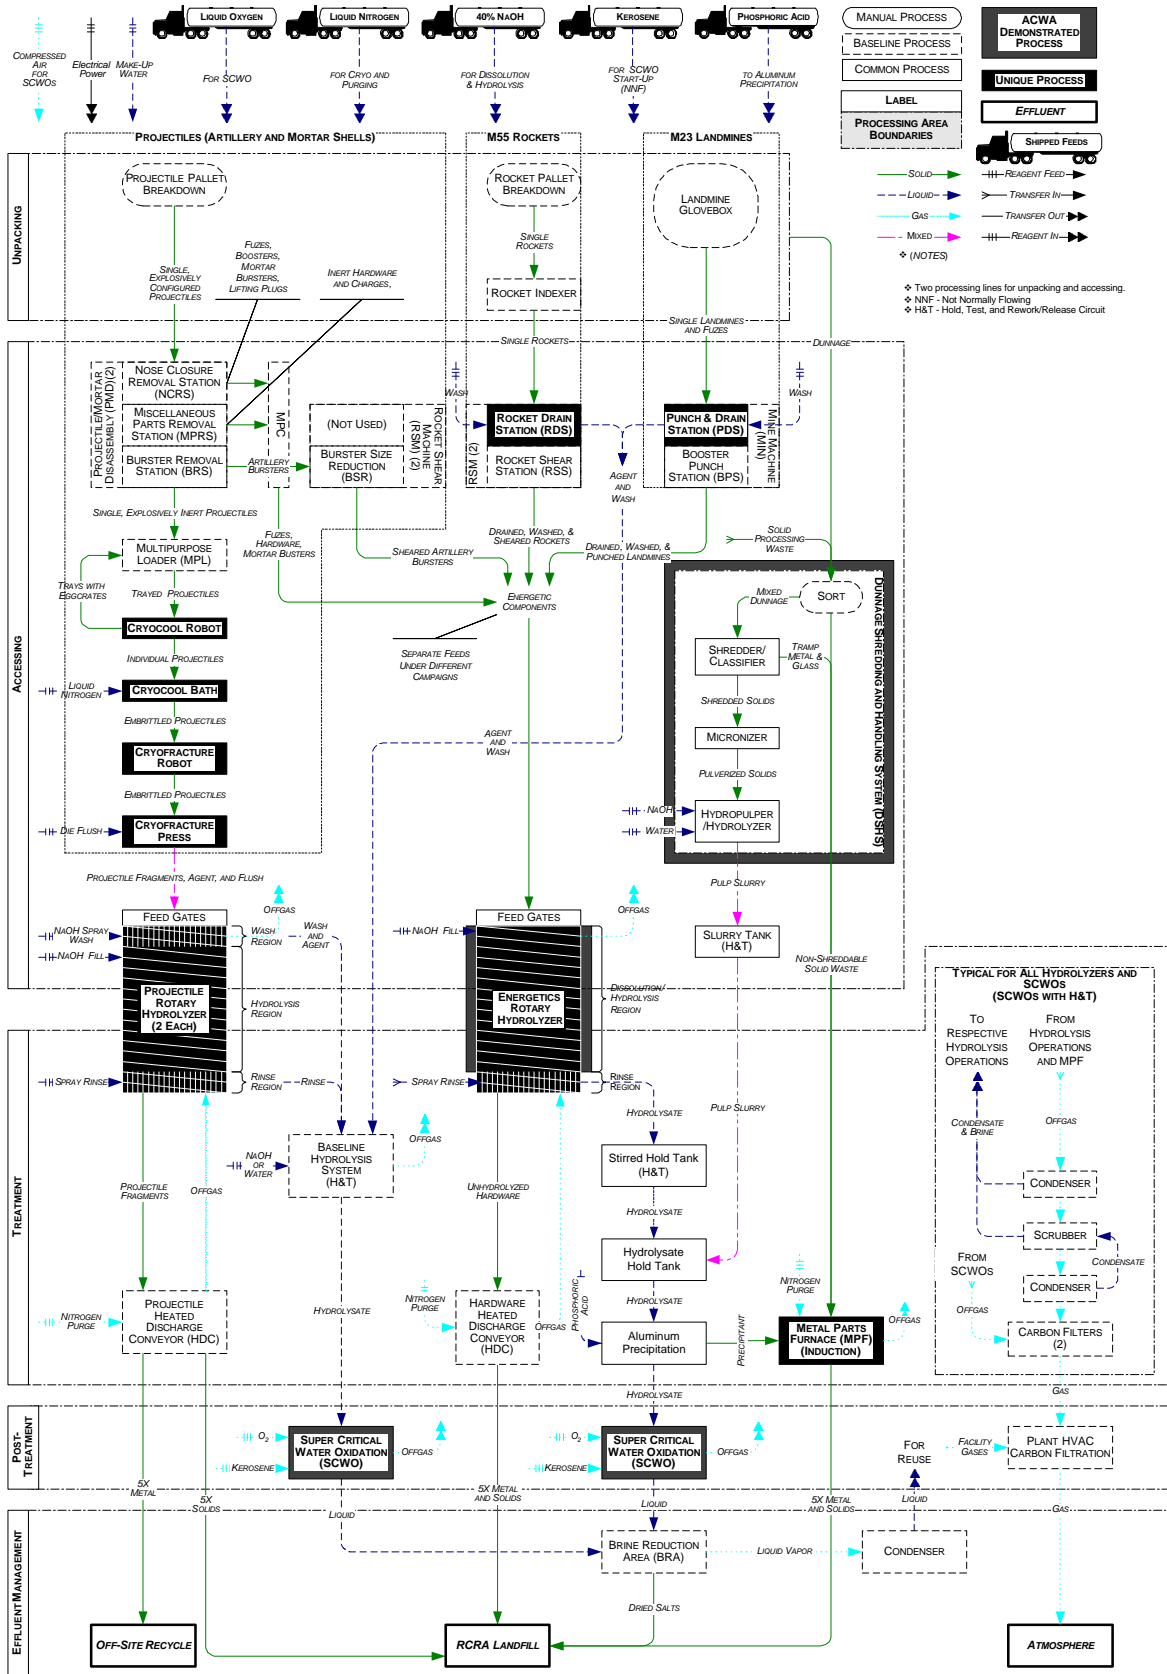 LIQUID OXYGEN
LIQUID NITROGEN
40% NAOH
KEROSENE
PHOSPHORIC ACID
COMPRESSED
AIR
FOR
SCWOS
Electrical
Power
MAKE-UP
WATER
FOR SCWO
FOR CRYO AND
PURGING
FOR DISSOLUTION
& HYDROLYSIS
FOR SCWO
START-UP
(NNF)
TO ALUMINUM
PRECIPITATION
MANUAL PROCESS
BASELINE PROCESS
COMMON PROCESS
LABEL
PROCESSING AREA
BOUNDARIES
ACWA
DEMONSTRATED
PROCESS
UNIQUE PROCESS
EFFLUENT
SHIPPED FEEDS
SOLID
LIQUID
GAS
MIXED
REAGENT FEED
TRANSFER IN
TRANSFER OUT
REAGENT IN
❖ (NOTES)
❖ Two processing lines for unpacking and accessing.
❖ NNF - Not Normally Flowing
❖ H&T - Hold, Test, and Rework/Release Circuit
PROJECTILES (ARTILLERY AND MORTAR SHELLS)
M55 ROCKETS
M23 LANDMINES
UNPACKING
PROJECTILE PALLET
BREAKDOWN
ROCKET PALLET
BREAKDOWN
LANDMINE
GLOVEBOX
SINGLE
ROCKETS
FUZES,
BOOSTERS,
MORTAR
BURSTERS,
LIFTING PLUGS
INERT HARDWARE
AND CHARGES,
SINGLE,
EXPLOSIVELY
CONFIGURED
PROJECTILES
ROCKET INDEXER
SINGLE LANDMINES
AND FUZES
SINGLE ROCKETS
DUNNAGE
ACCESSING
PROJECTILE/MORTAR
DISASSEMBLY (PMD)(2)
NOSE CLOSURE
REMOVAL STATION
(NCRS)
MISCELLANEOUS
PARTS REMOVAL
STATION (MPRS)
BURSTER REMOVAL
STATION (BRS)
MPC
ARTILLERY
BURSTERS
(NOT USED)
BURSTER SIZE
REDUCTION (BSR)
ROCKET SHEAR
MACHINE
(RSM) (2)
WASH
RSM (2)
ROCKET DRAIN
STATION (RDS)
ROCKET SHEAR
STATION (RSS)
PUNCH & DRAIN
STATION (PDS)
BOOSTER
PUNCH
STATION (BPS)
MINE MACHINE
(MIN)
WASH
AGENT
AND
WASH
SINGLE, EXPLOSIVELY INERT PROJECTILES
FUZES,
HARDWARE,
MORTAR BUSTERS
SHEARED ARTILLERY
BURSTERS
DRAINED, WASHED, &
SHEARED ROCKETS
DRAINED, WASHED, &
PUNCHED LANDMINES
SOLID
PROCESSING
WASTE
MULTIPURPOSE
LOADER (MPL)
TRAYS WITH
EGGCRATES
TRAYED PROJECTILES
ENERGETIC
COMPONENTS
SEPARATE FEEDS
UNDER DIFFERENT
CAMPAIGNS
DUNNAGE SHREDDING AND HANDLING SYSTEM (DSHS)
MIXED
DUNNAGE
SORT
SHREDDER/
CLASSIFIER
TRAMP
METAL &
GLASS
SHREDDED SOLIDS
MICRONIZER
PULVERIZED SOLIDS
NAOH
WATER
HYDROPULPER
/HYDROLYZER
CRYOCOOL ROBOT
INDIVIDUAL PROJECTILES
LIQUID
NITROGEN
CRYOCOOL BATH
EMBRITTLED PROJECTILES
CRYOFRACTURE
ROBOT
EMBRITTLED PROJECTILES
DIE FLUSH
CRYOFRACTURE
PRESS
AGENT
AND
WASH
PROJECTILE FRAGMENTS, AGENT, AND FLUSH
PULP SLURRY
FEED GATES
OFFGAS
NAOH SPRAY
WASH
NAOH FILL
WASH
REGION
WASH
AND
AGENT
PROJECTILE
ROTARY
HYDROLYZER
(2 EACH)
HYDROLYSIS
REGION
SPRAY RINSE
RINSE
REGION
RINSE
FEED GATES
OFFGAS
NAOH FILL
ENERGETICS
ROTARY
HYDROLYZER
DISSOLUTION/
HYDROLYSIS
REGION
SPRAY RINSE
RINSE
REGION
SLURRY TANK
(H&T)
NON-SHREDDABLE
SOLID WASTE
TYPICAL FOR ALL HYDROLYZERS AND
SCWOS
(SCWOS WITH H&T)
TO
RESPECTIVE
HYDROLYSIS
OPERATIONS
FROM
HYDROLYSIS
OPERATIONS
AND MPF
CONDENSATE
& BRINE
OFFGAS
CONDENSER
SCRUBBER
CONDENSATE
CONDENSER
FROM
SCWOS
OFFGAS
CARBON FILTERS
(2)
TREATMENT
NAOH
OR
WATER
BASELINE
HYDROLYSIS
SYSTEM
(H&T)
OFFGAS
HYDROLYSATE
PULP SLURRY
Stirred Hold Tank
(H&T)
HYDROLYSATE
Hydrolysate
Hold Tank
HYDROLYSATE
PROJECTILE
FRAGMENTS
OFFGAS
UNHYDROLYZED
HARDWARE
NITROGEN
PURGE
PROJECTILE
HEATED
DISCHARGE
CONVEYOR (HDC)
HYDROLYSATE
NITROGEN
PURGE
HARDWARE
HEATED
DISCHARGE
CONVEYOR
(HDC)
OFFGAS
PHOSPHORIC
ACID
Aluminum
Precipitation
PRECIPITANT
NITROGEN
PURGE
METAL PARTS
FURNACE (MPF)
(INDUCTION)
OFFGAS
HYDROLYSATE
GAS
POST-
TREATMENT
O2
KEROSENE
SUPER CRITICAL
WATER OXIDATION
(SCWO)
OFFGAS
O2
KEROSENE
SUPER CRITICAL
WATER OXIDATION
(SCWO)
OFFGAS
FOR
REUSE
FACILITY
GASES
PLANT HVAC
CARBON FILTRATION
5X
METAL
5X
SOLIDS
LIQUID
5X METAL
AND SOLIDS
LIQUID
5X METAL
AND SOLIDS
LIQUID
GAS
EFFLUENT MANAGEMENT
BRINE REDUCTION
AREA (BRA)
LIQUID VAPOR
CONDENSER
DRIED SALTS
OFF-SITE RECYCLE
RCRA LANDFILL
ATMOSPHERE